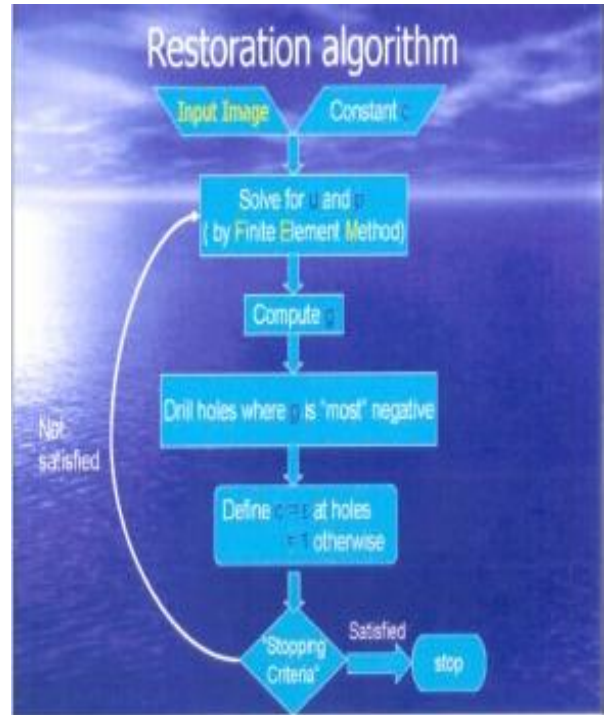 Restoration algorithm
Input Image
Constant c
Solve for u and p
( by Finite Element Method)
Compute g
Drill holes where g is "most" negative
Not
satisfied
Define c = ε at holes
= 1 otherwise
"Stopping
Criteria"
Satisfied
stop